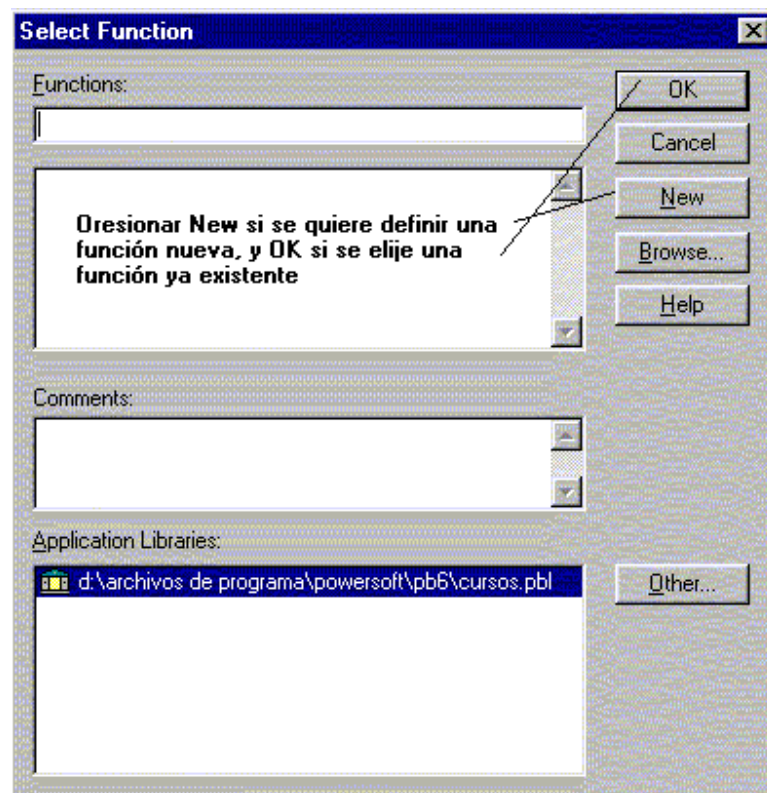 Select Function
Functions:
OK
Cancel
Oresionar New si se quiere definir una
función nueva, y OK si se elije una
función ya existente
New
Browse...
Help
Comments:
Application Libraries:
d:\archivos de programa\powersoft\pb6\cursos.pbl
Other...